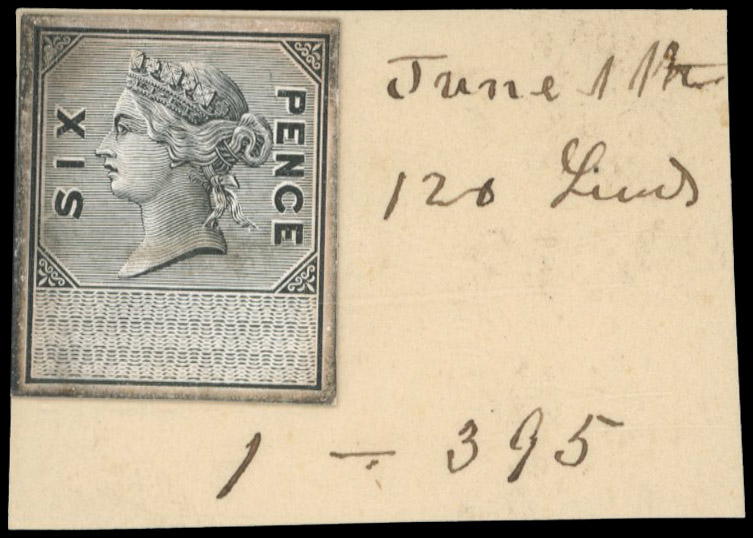 SIX PENCE
June 11th
120 Lines
1 ÷ 395